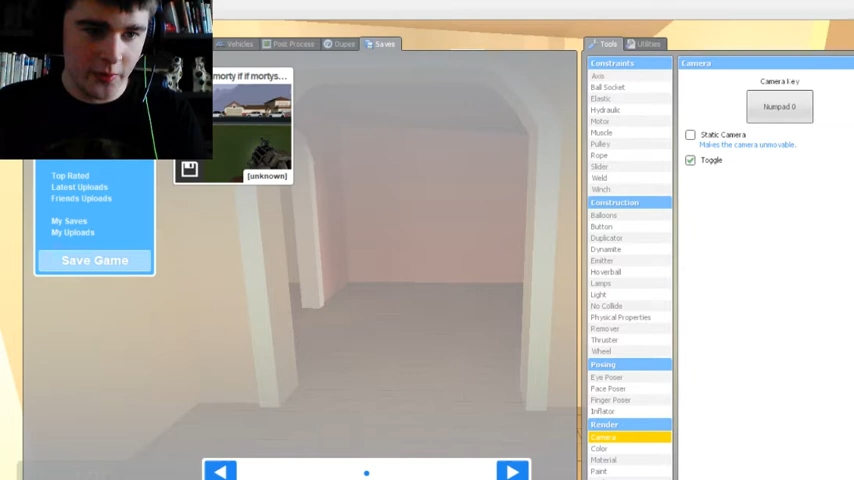 Vehicles
Post Process
Dupes
Saves
Tools
Utilities
morty if if mortys...
[unknown]
Top Rated
Latest Uploads
Friends Uploads
My Saves
My Uploads
Save Game
Constraints
Axis
Ball Socket
Elastic
Hydraulic
Motor
Muscle
Pulley
Rope
Slider
Weld
Winch
Construction
Balloons
Button
Duplicator
Dynamite
Emitter
Hoverball
Lamps
Light
No Collide
Physical Properties
Remover
Thruster
Wheel
Posing
Eye Poser
Face Poser
Finger Poser
Inflator
Render
Camera
Color
Material
Paint
Camera
Camera Key
Numpad 0
Static Camera
Makes the camera unmovable.
Toggle